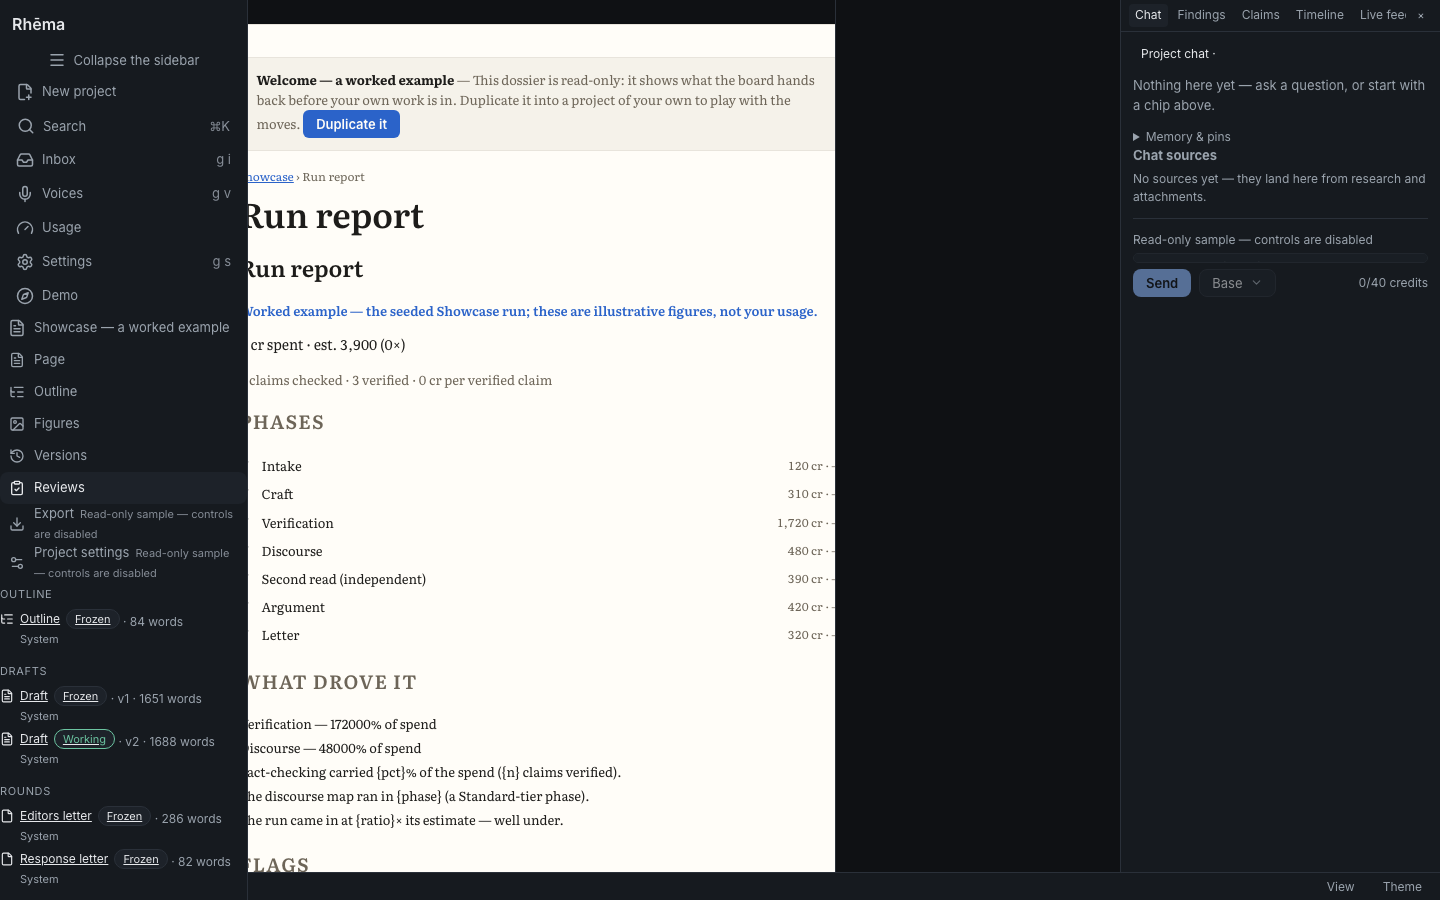 Rhēma
Collapse the sidebar
New project
Search ⌘K
Inbox g i
Voices g v
Usage
Settings g s
Demo
Showcase — a worked example
Page
Outline
Figures
Versions
Reviews
Export Read-only sample — controls
are disabled
Project settings Read-only sample
— controls are disabled
OUTLINE
Outline Frozen · 84 words
System
DRAFTS
Draft Frozen · v1 · 1651 words
System
Draft Working · v2 · 1688 words
System
ROUNDS
Editors letter Frozen · 286 words
System
Response letter Frozen · 82 words
System
Welcome — a worked example — This dossier is read-only: it shows what the board hands
back before your own work is in. Duplicate it into a project of your own to play with the
moves. Duplicate it
howcase › Run report
Run report
Run report
Worked example — the seeded Showcase run; these are illustrative figures, not your usage.
cr spent · est. 3,900 (0×)
claims checked · 3 verified · 0 cr per verified claim
PHASES
Intake 120 cr ·
Craft 310 cr ·
Verification 1,720 cr ·
Discourse 480 cr ·
Second read (independent) 390 cr ·
Argument 420 cr ·
Letter 320 cr ·
WHAT DROVE IT
erification — 172000% of spend
iscourse — 48000% of spend
act-checking carried {pct}% of the spend ({n} claims verified).
he discourse map ran in {phase} (a Standard-tier phase).
he run came in at {ratio}× its estimate — well under.
FLAGS
Chat Findings Claims Timeline Live fee ×
Project chat ·
Nothing here yet — ask a question, or start with
a chip above.
Memory & pins
Chat sources
No sources yet — they land here from research and
attachments.
Read-only sample — controls are disabled
Send Base 0/40 credits
View Theme